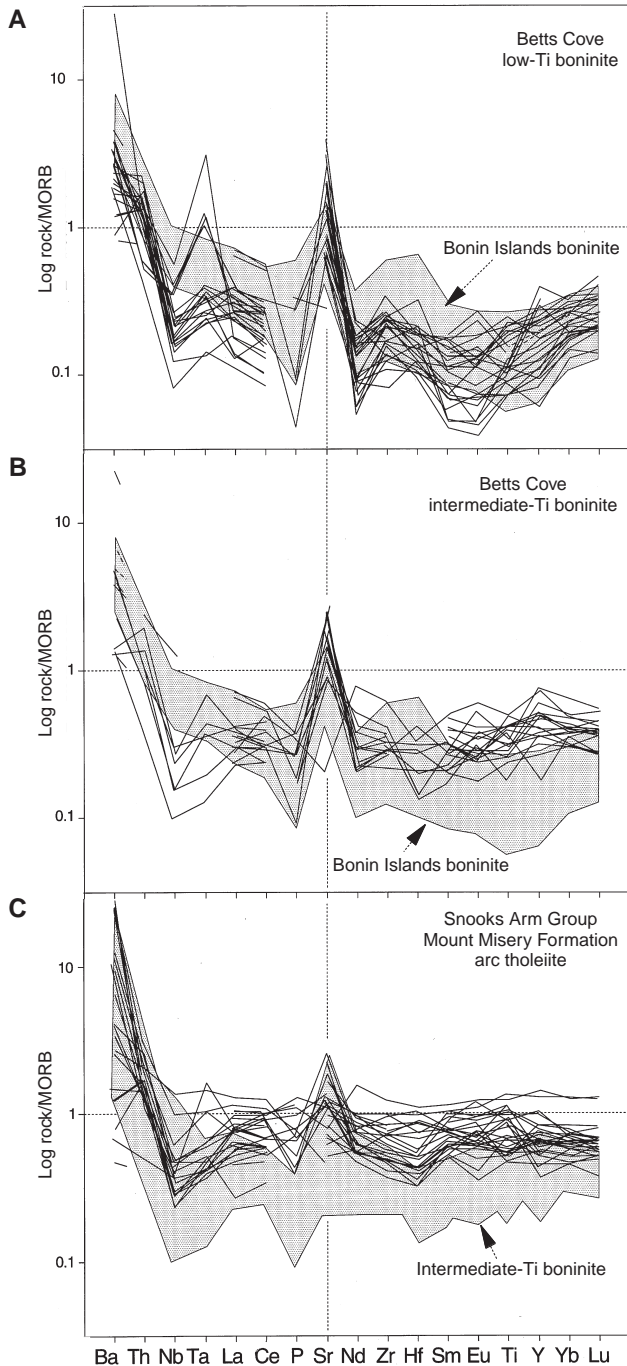 A
Betts Cove
low-Ti boninite
10
Log rock/MORB
1
Bonin Islands boninite
0.1
B
Betts Cove
intermediate-Ti boninite
10
Log rock/MORB
1
0.1
Bonin Islands boninite
C
Snooks Arm Group
Mount Misery Formation
arc tholeiite
10
Log rock/MORB
1
0.1
Intermediate-Ti boninite
Ba Th Nb Ta La Ce P Sr Nd Zr Hf Sm Eu Ti Y Yb Lu